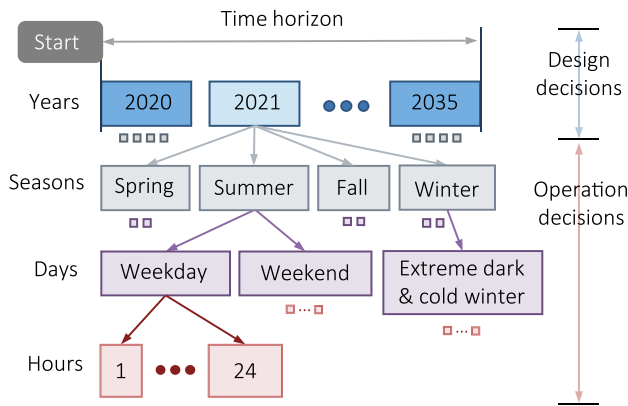 Time horizon
Start
Design
decisions
Years
2020
2021
2035
Seasons
Spring
Summer
Fall
Winter
Operation
decisions
Days
Weekday
Weekend
Extreme dark
& cold winter
Hours
1
24